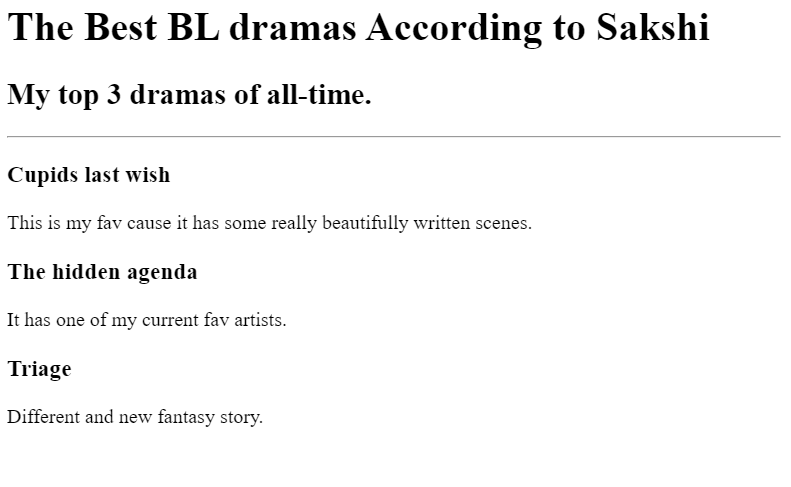 The Best BL dramas According to Sakshi
My top 3 dramas of all-time.
Cupids last wish
This is my fav cause it has some really beautifully written scenes.
The hidden agenda
It has one of my current fav artists.
Triage
Different and new fantasy story.